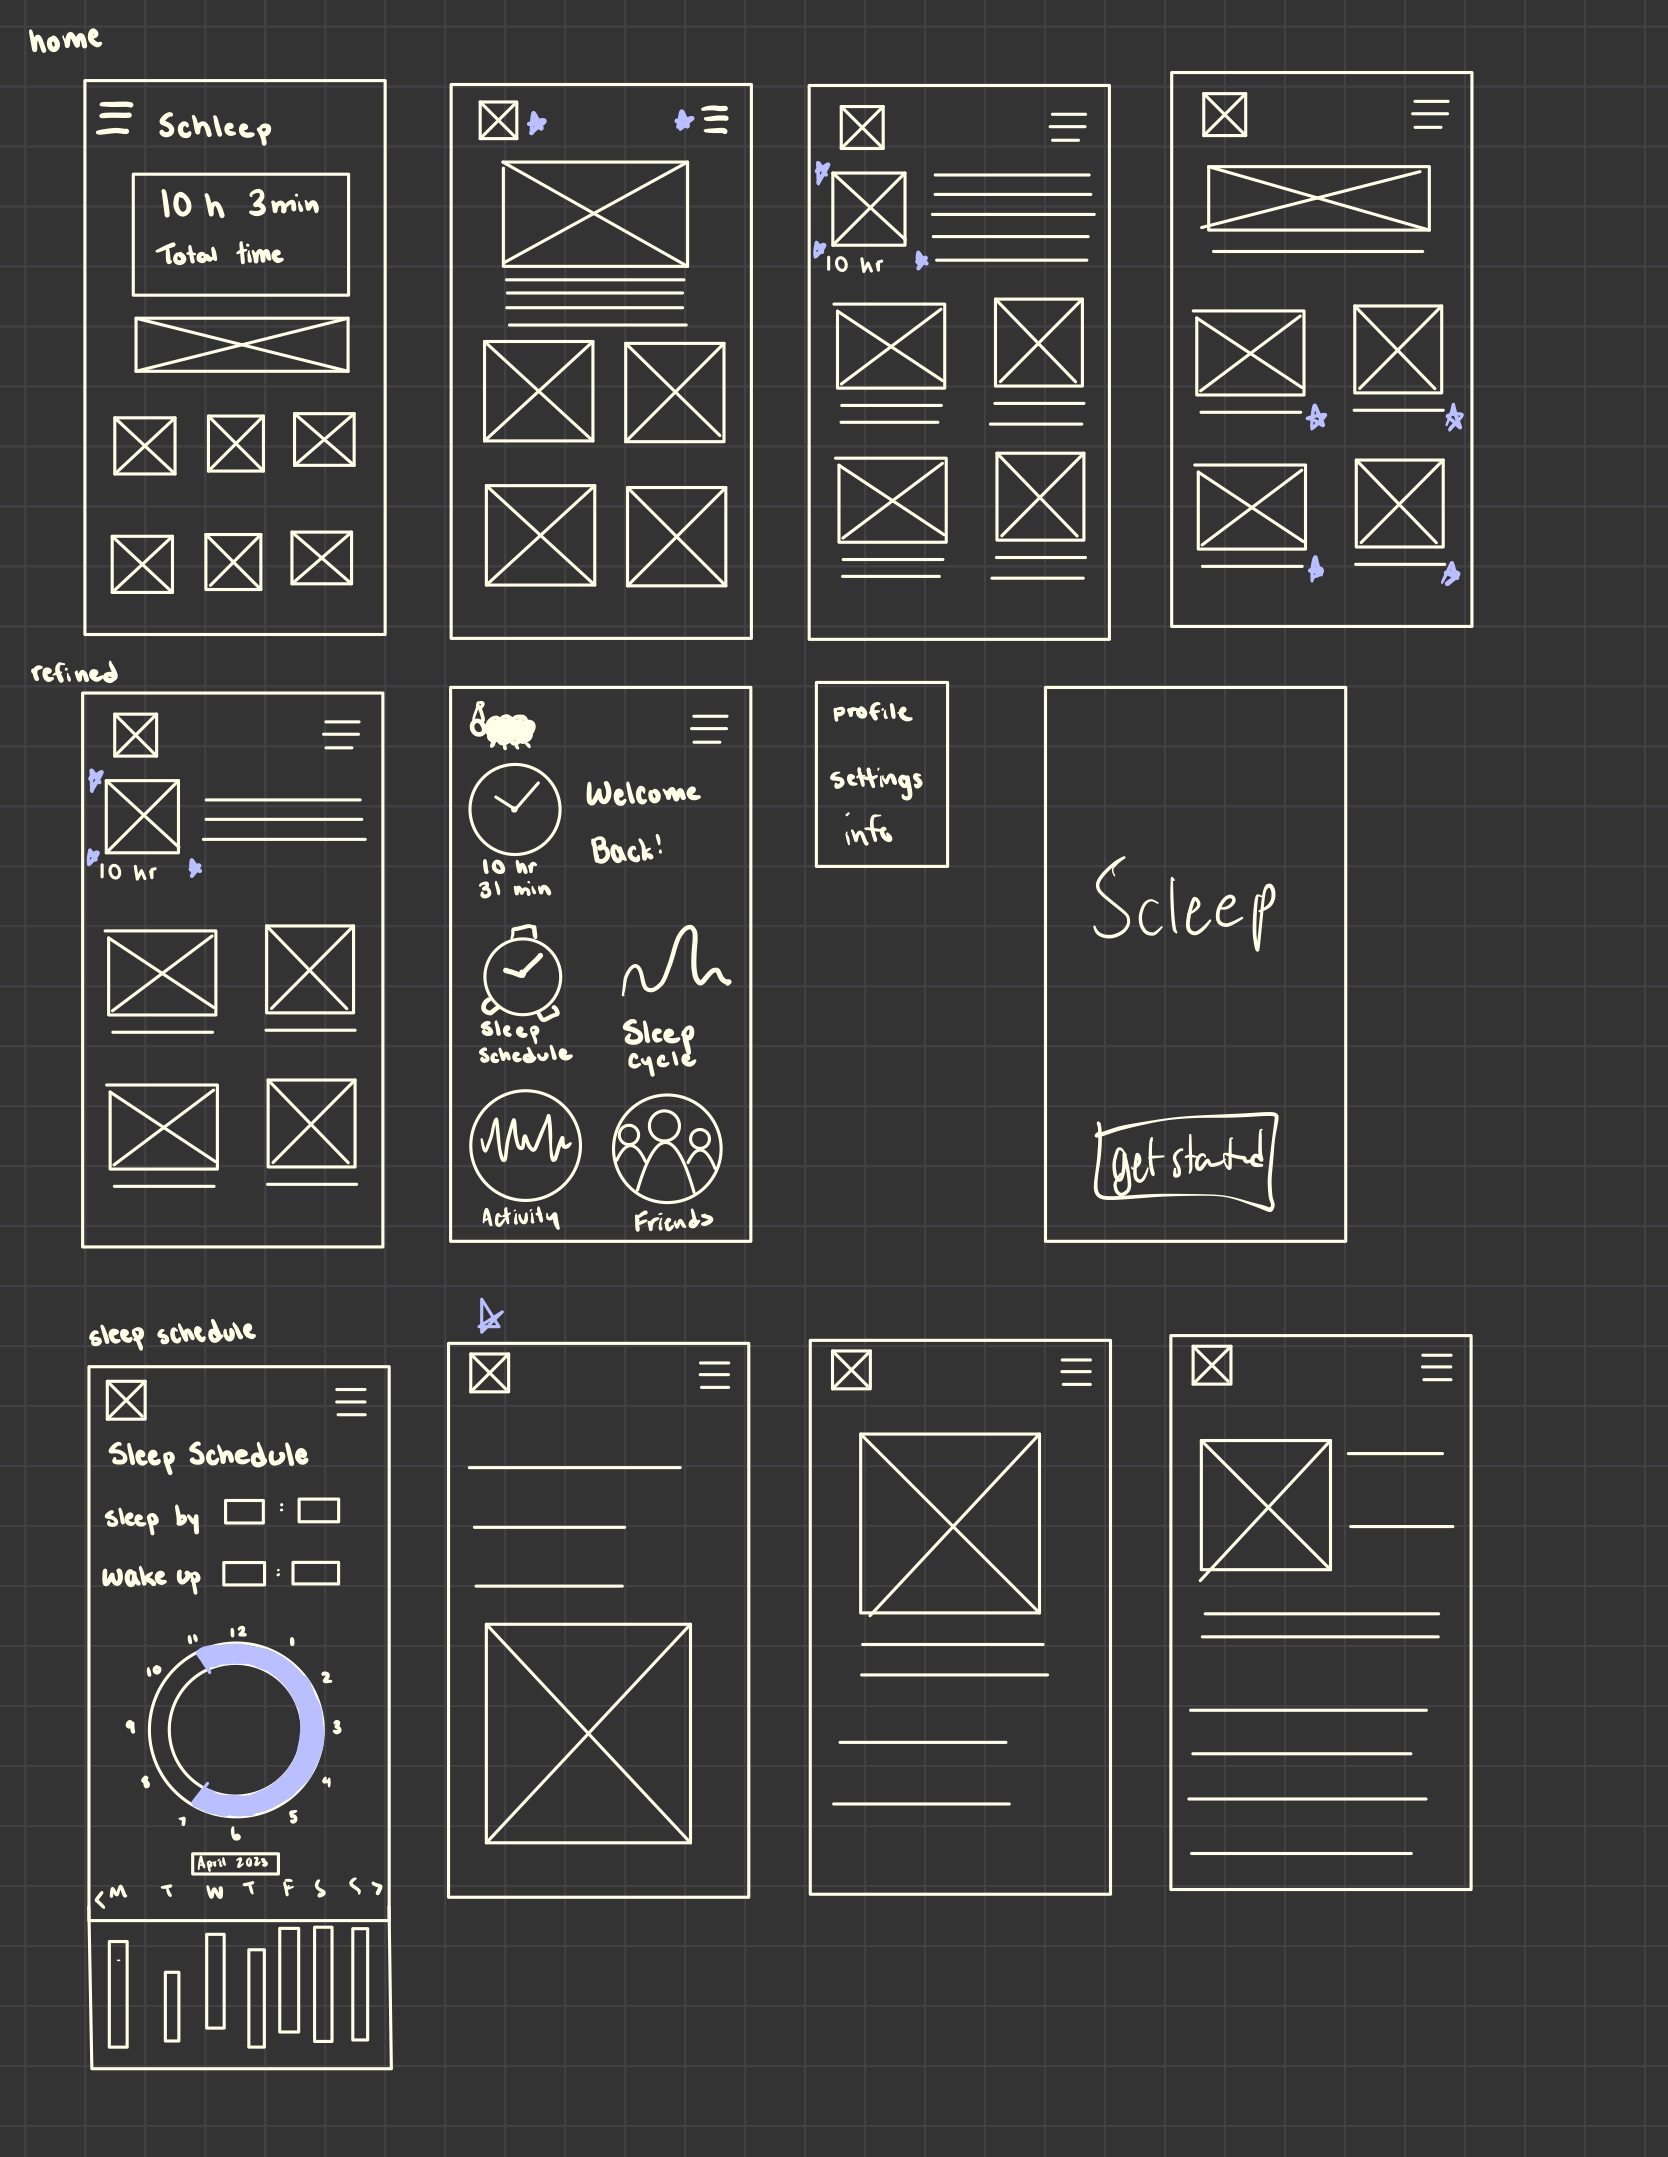 home
Schleep
10 h 3min
Total time
10 hr
refined
10 hr
Welcome
Back!
10 hr
31 min
Sleep
Schedule
Sleep
cycle
Activity
Friends
profile
settings
info
Scleep
get started
sleep schedule
Sleep Schedule
Sleep by :
Wake up :
12
1
2
3
4
5
6
7
8
9
10
11
April 2023
< M T W T F S S >